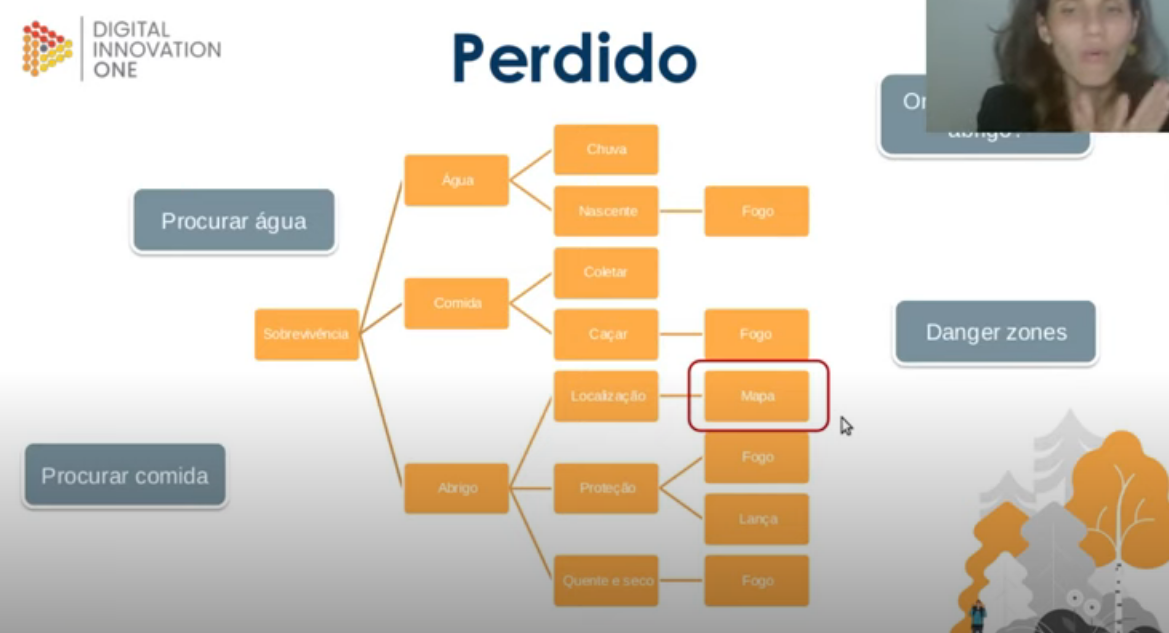 DIGITAL
INNOVATION
ONE
Perdido
abrigo?
Procurar água
Procurar comida
Sobrevivência
Água
Chuva
Nascente
Fogo
Comida
Coletar
Caçar
Fogo
Abrigo
Localização
Mapa
Proteção
Fogo
Lança
Quente e seco
Fogo
Danger zones